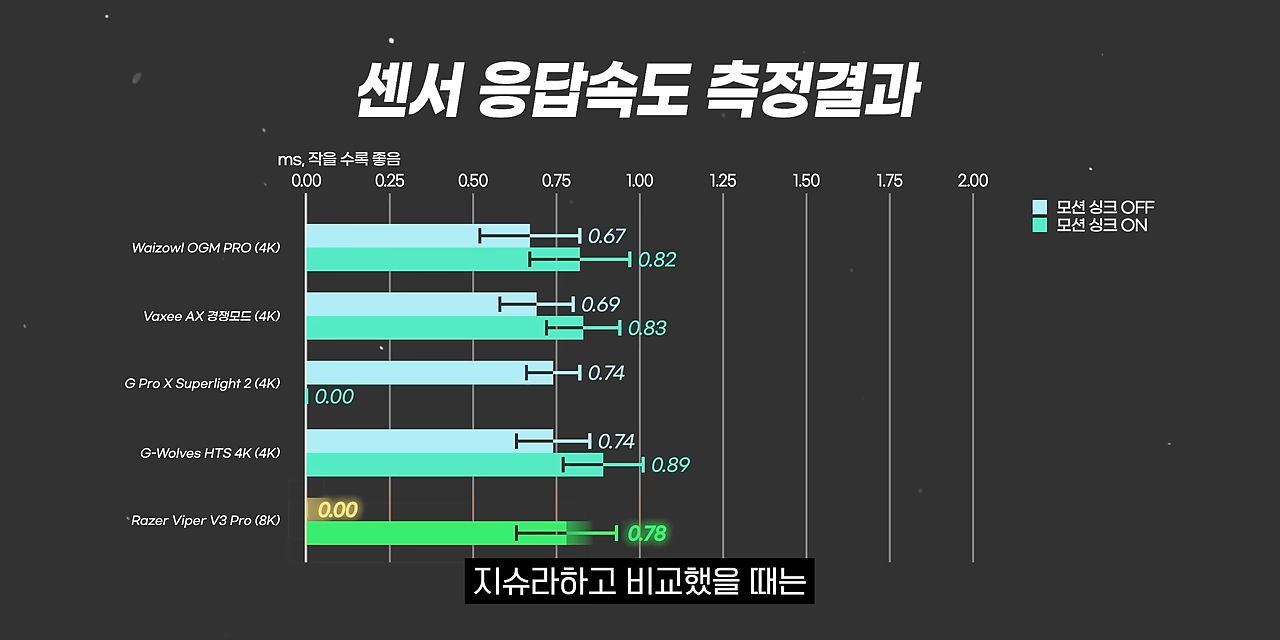 센서 응답속도 측정결과
ms, 작을 수록 좋음
0.00 0.25 0.50 0.75 1.00 1.25 1.50 1.75 2.00
모션 싱크 OFF
모션 싱크 ON
Waizowl OGM PRO (4K)
0.67
0.82
Vaxee AX 경쟁모드 (4K)
0.69
0.83
G Pro X Superlight 2 (4K)
0.74
0.00
G-Wolves HTS 4K (4K)
0.74
0.89
Razer Viper V3 Pro (8K)
0.00
0.78
지슈라하고 비교했을 때는